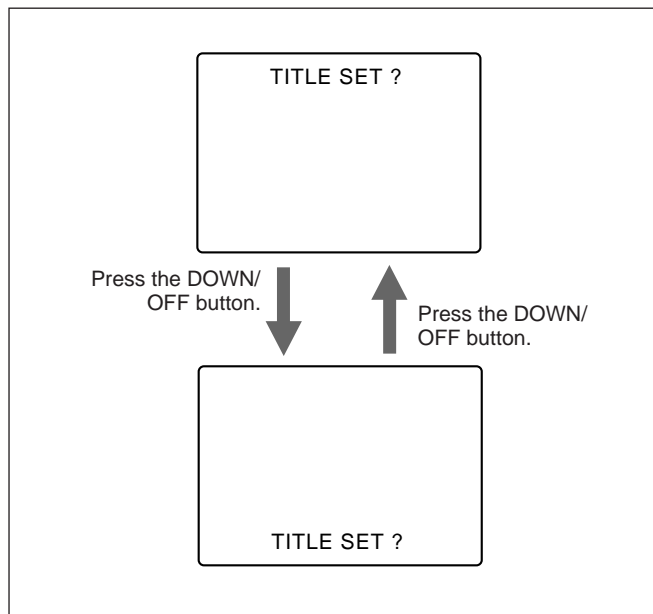 TITLE SET ?
Press the DOWN/
OFF button.
Press the DOWN/
OFF button.
TITLE SET ?